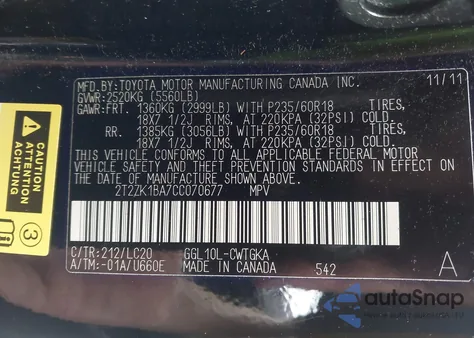 MFD.BY:TOYOTA MOTOR MANUFACTURING CANADA INC. 11/11
GVWR:2520KG (5560LB)
GAWR:FRT. 1360KG (2999LB) WITH P235/60R18 TIRES,
18X7 1/2J RIMS, AT 220KPA (32PSI) COLD
RR. 1385KG (3056LB) WITH P235/60R18 TIRES,
18X7 1/2J RIMS, AT 220KPA (32PSI) COLD
THIS VEHICLE CONFORMS TO ALL APPLICABLE FEDERAL MOTOR
VEHICLE SAFETY AND THEFT PREVENTION STANDARDS IN EFFECT
ON THE DATE OF MANUFACTURE SHOWN ABOVE.
2T2ZK1BA7CC070677 MPV
C/TR:212/LC20 GGL10L-CWTGKA
A/TM:-01A/U660E MADE IN CANADA 542 A
CAUTION
ATTENTION
ACHTUNG
3
autoSnap